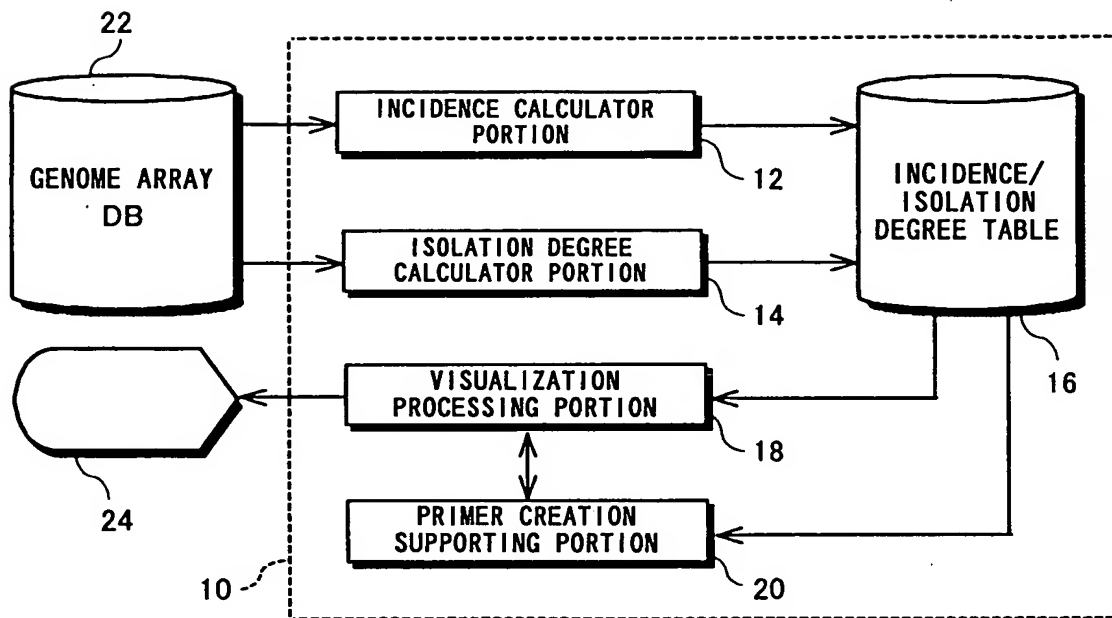 22
GENOME ARRAY
DB
INCIDENCE CALCULATOR
PORTION
12
ISOLATION DEGREE
CALCULATOR PORTION
14
INCIDENCE/
ISOLATION
DEGREE TABLE
16
VISUALIZATION
PROCESSING PORTION
18
24
PRIMER CREATION
SUPPORTING PORTION
20
10